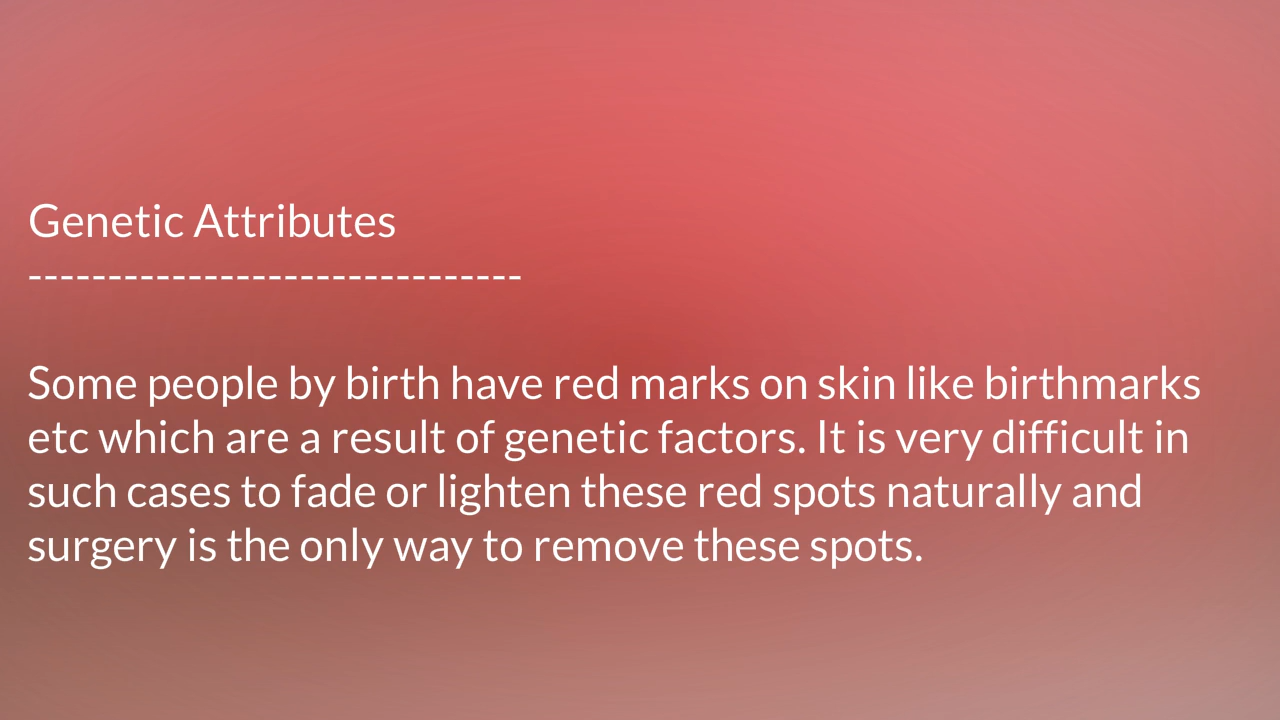 Genetic Attributes
-------------------------------
Some people by birth have red marks on skin like birthmarks
etc which are a result of genetic factors. It is very difficult in
such cases to fade or lighten these red spots naturally and
surgery is the only way to remove these spots.